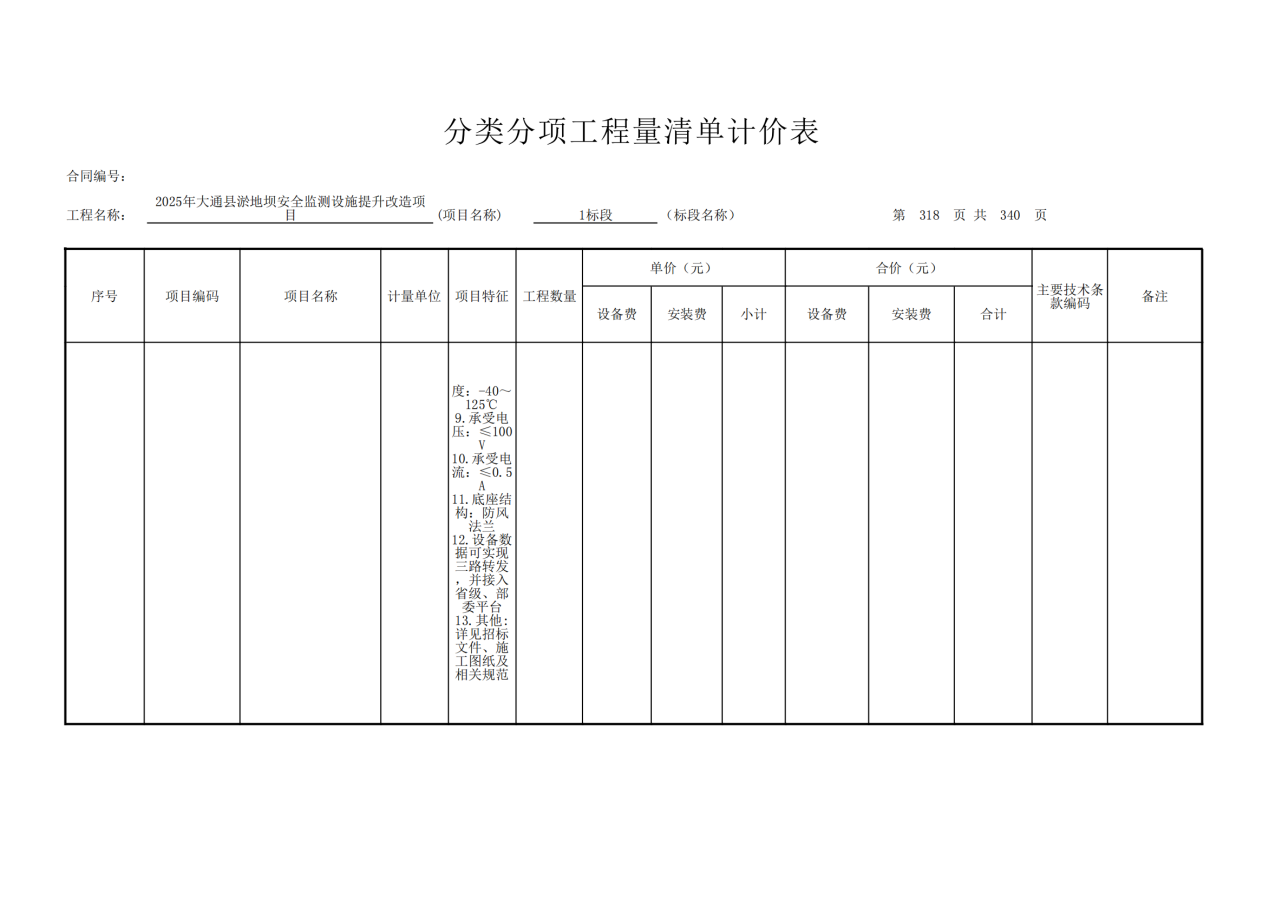 分类分项工程量清单计价表
合同编号：
2025年大通县淤地坝安全监测设施提升改造项
工程名称： 目 (项目名称) 1标段 （标段名称） 第 318 页 共 340 页
单价（元） 合价（元）
序号 项目编码 项目名称 计量单位 项目特征 工程数量 主要技术条 备注
款编码
设备费 安装费 小计 设备费 安装费 合计
度：-40～
125℃
9.承受电
压：≤100
V
10.承受电
流：≤0.5
A
11.底座结
构：防风
法兰
12.设备数
据可实现
三路转发
，并接入
省级、部
委平台
13.其他:
详见招标
文件、施
工图纸及
相关规范